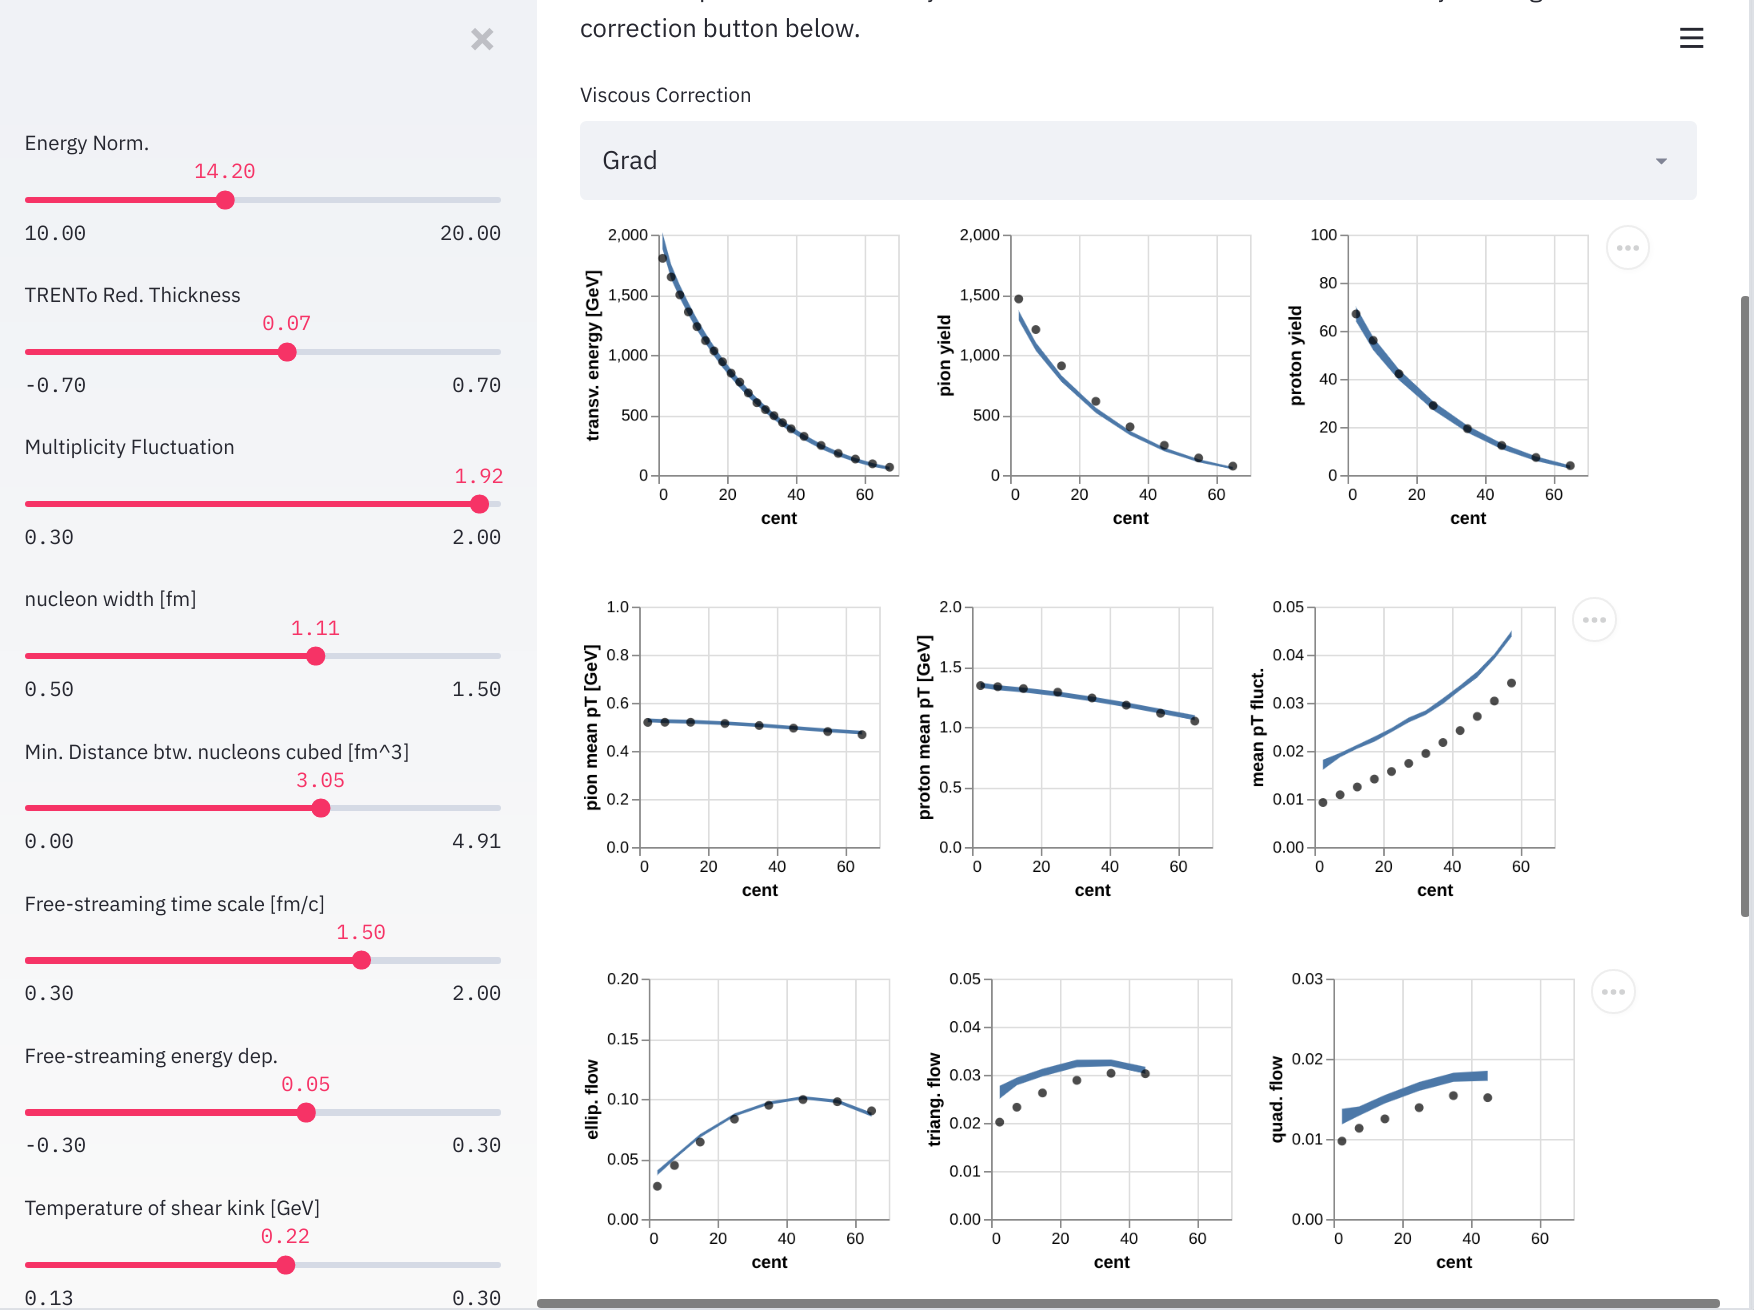 correction button below.
Viscous Correction
Grad
Energy Norm.
14.20
10.00 20.00
TRENTo Red. Thickness
0.07
-0.70 0.70
Multiplicity Fluctuation
1.92
0.30 2.00
nucleon width [fm]
1.11
0.50 1.50
Min. Distance btw. nucleons cubed [fm^3]
3.05
0.00 4.91
Free-streaming time scale [fm/c]
1.50
0.30 2.00
Free-streaming energy dep.
0.05
-0.30 0.30
Temperature of shear kink [GeV]
0.22
0.13 0.30
transv. energy [GeV]
2,000
1,500
1,000
500
0
0 20 40 60
cent
pion yield
2,000
1,500
1,000
500
0
0 20 40 60
cent
proton yield
100
80
60
40
20
0
0 20 40 60
cent
pion mean pT [GeV]
1.0
0.8
0.6
0.4
0.2
0.0
0 20 40 60
cent
proton mean pT [GeV]
2.0
1.5
1.0
0.5
0.0
0 20 40 60
cent
mean pT fluct.
0.05
0.04
0.03
0.02
0.01
0.00
0 20 40 60
cent
ellip. flow
0.20
0.15
0.10
0.05
0.00
0 20 40 60
cent
triang. flow
0.05
0.04
0.03
0.02
0.01
0.00
0 20 40 60
cent
quad. flow
0.03
0.02
0.01
0.00
0 20 40 60
cent